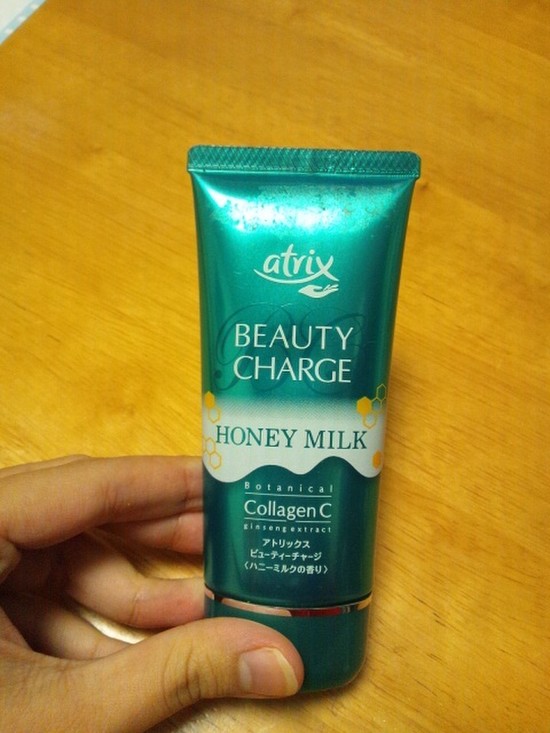 atrix
BEAUTY
CHARGE
HONEY MILK
Botanical
Collagen C
ginseng extract
アトリックス
ビューティーチャージ
〈ハニーミルクの香り〉